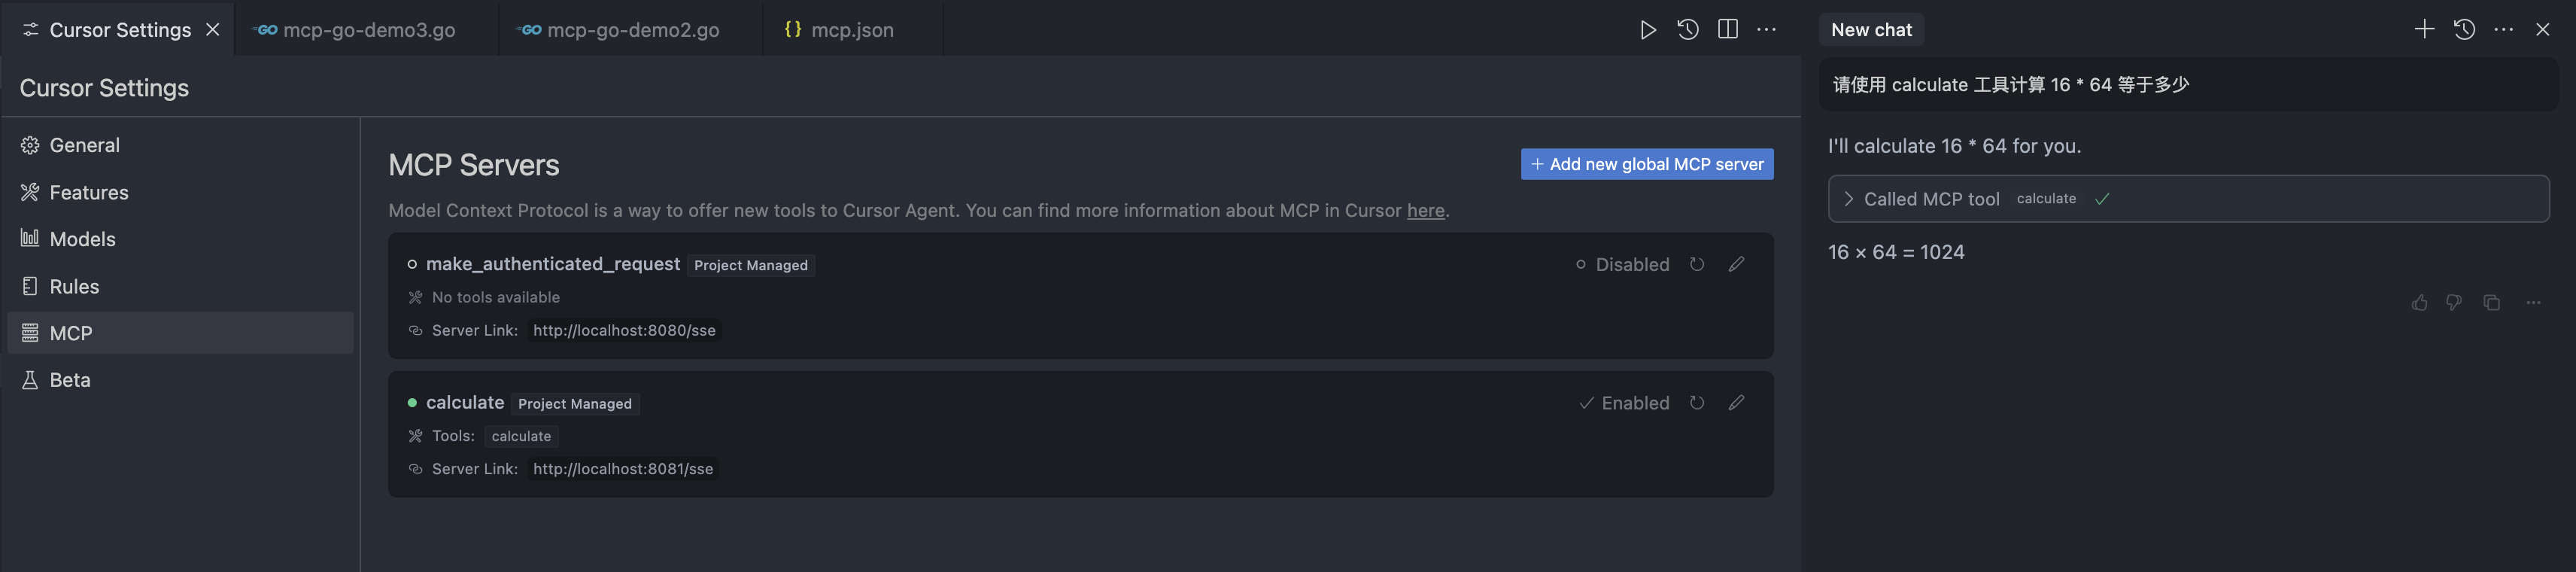 Cursor Settings
mcp-go-demo3.go
mcp-go-demo2.go
{} mcp.json
Cursor Settings
General
Features
Models
Rules
MCP
Beta
MCP Servers
+ Add new global MCP server
Model Context Protocol is a way to offer new tools to Cursor Agent. You can find more information about MCP in Cursor here.
make_authenticated_request Project Managed
Disabled
No tools available
Server Link: http://localhost:8080/sse
calculate Project Managed
Enabled
Tools: calculate
Server Link: http://localhost:8081/sse
New chat
请使用 calculate 工具计算 16 * 64 等于多少
I'll calculate 16 * 64 for you.
Called MCP tool calculate
16 × 64 = 1024